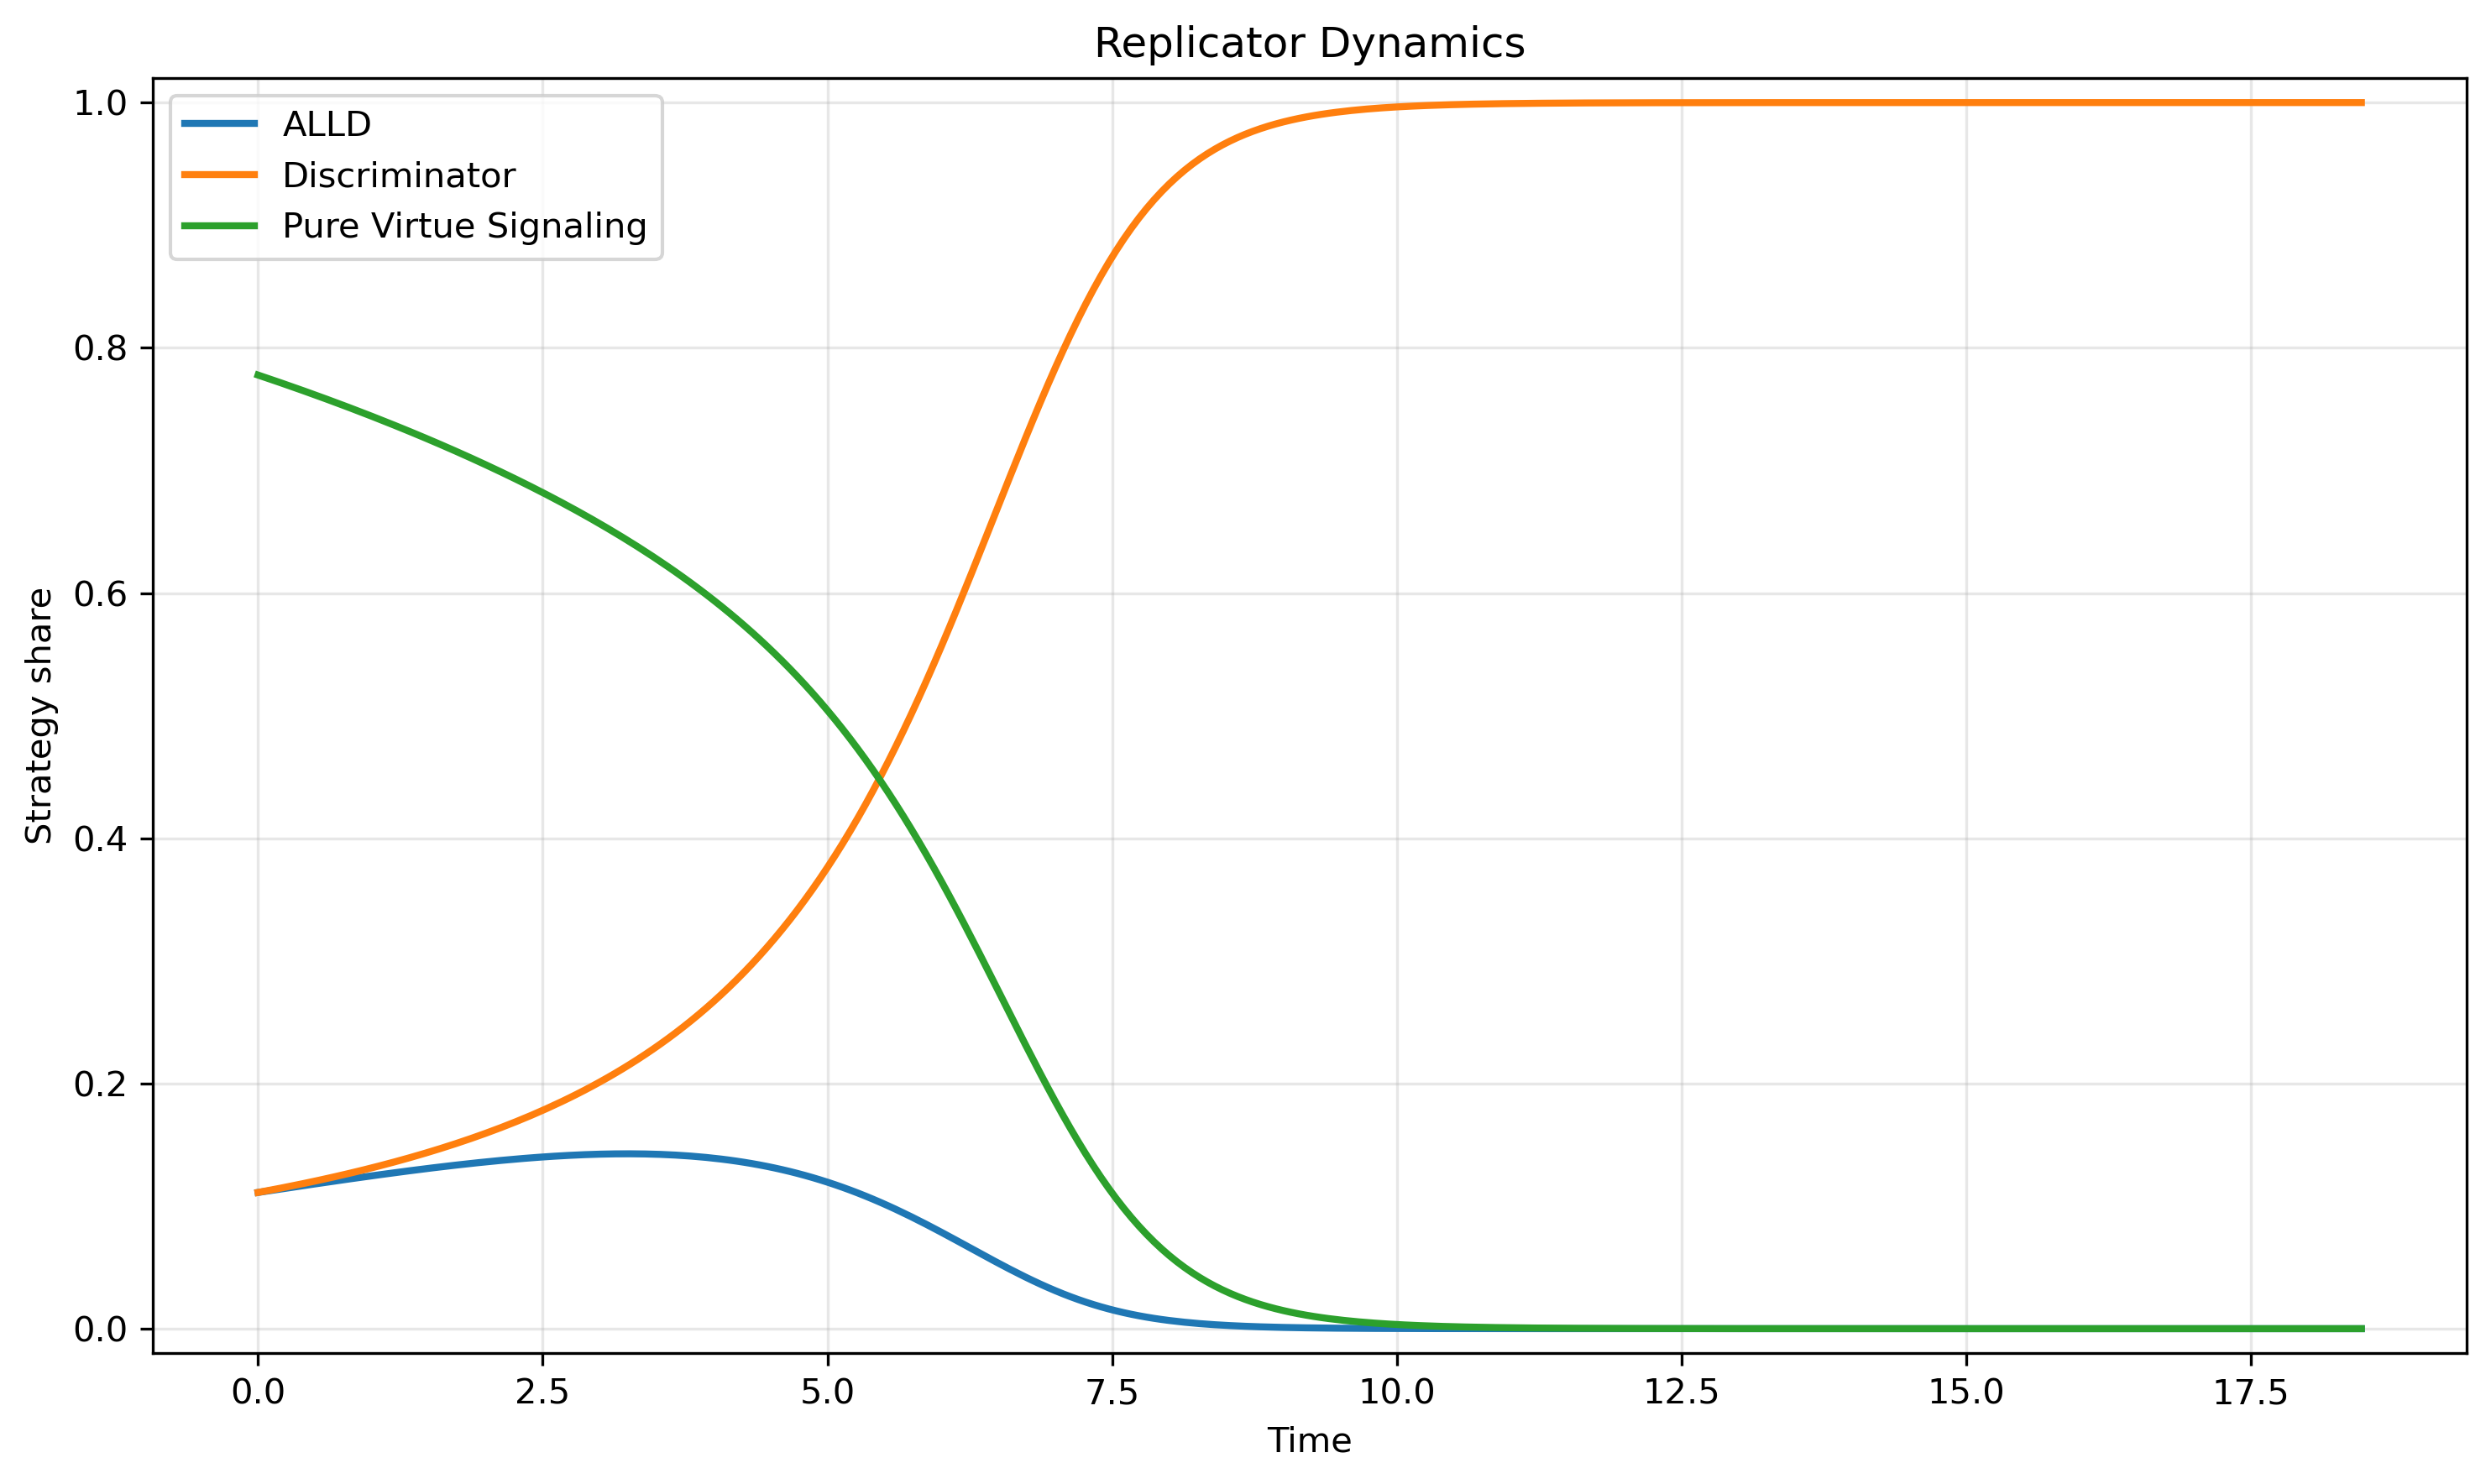 Replicator Dynamics
ALLD
Discriminator
Pure Virtue Signaling
Strategy share
1.0
0.8
0.6
0.4
0.2
0.0
0.0 2.5 5.0 7.5 10.0 12.5 15.0 17.5
Time